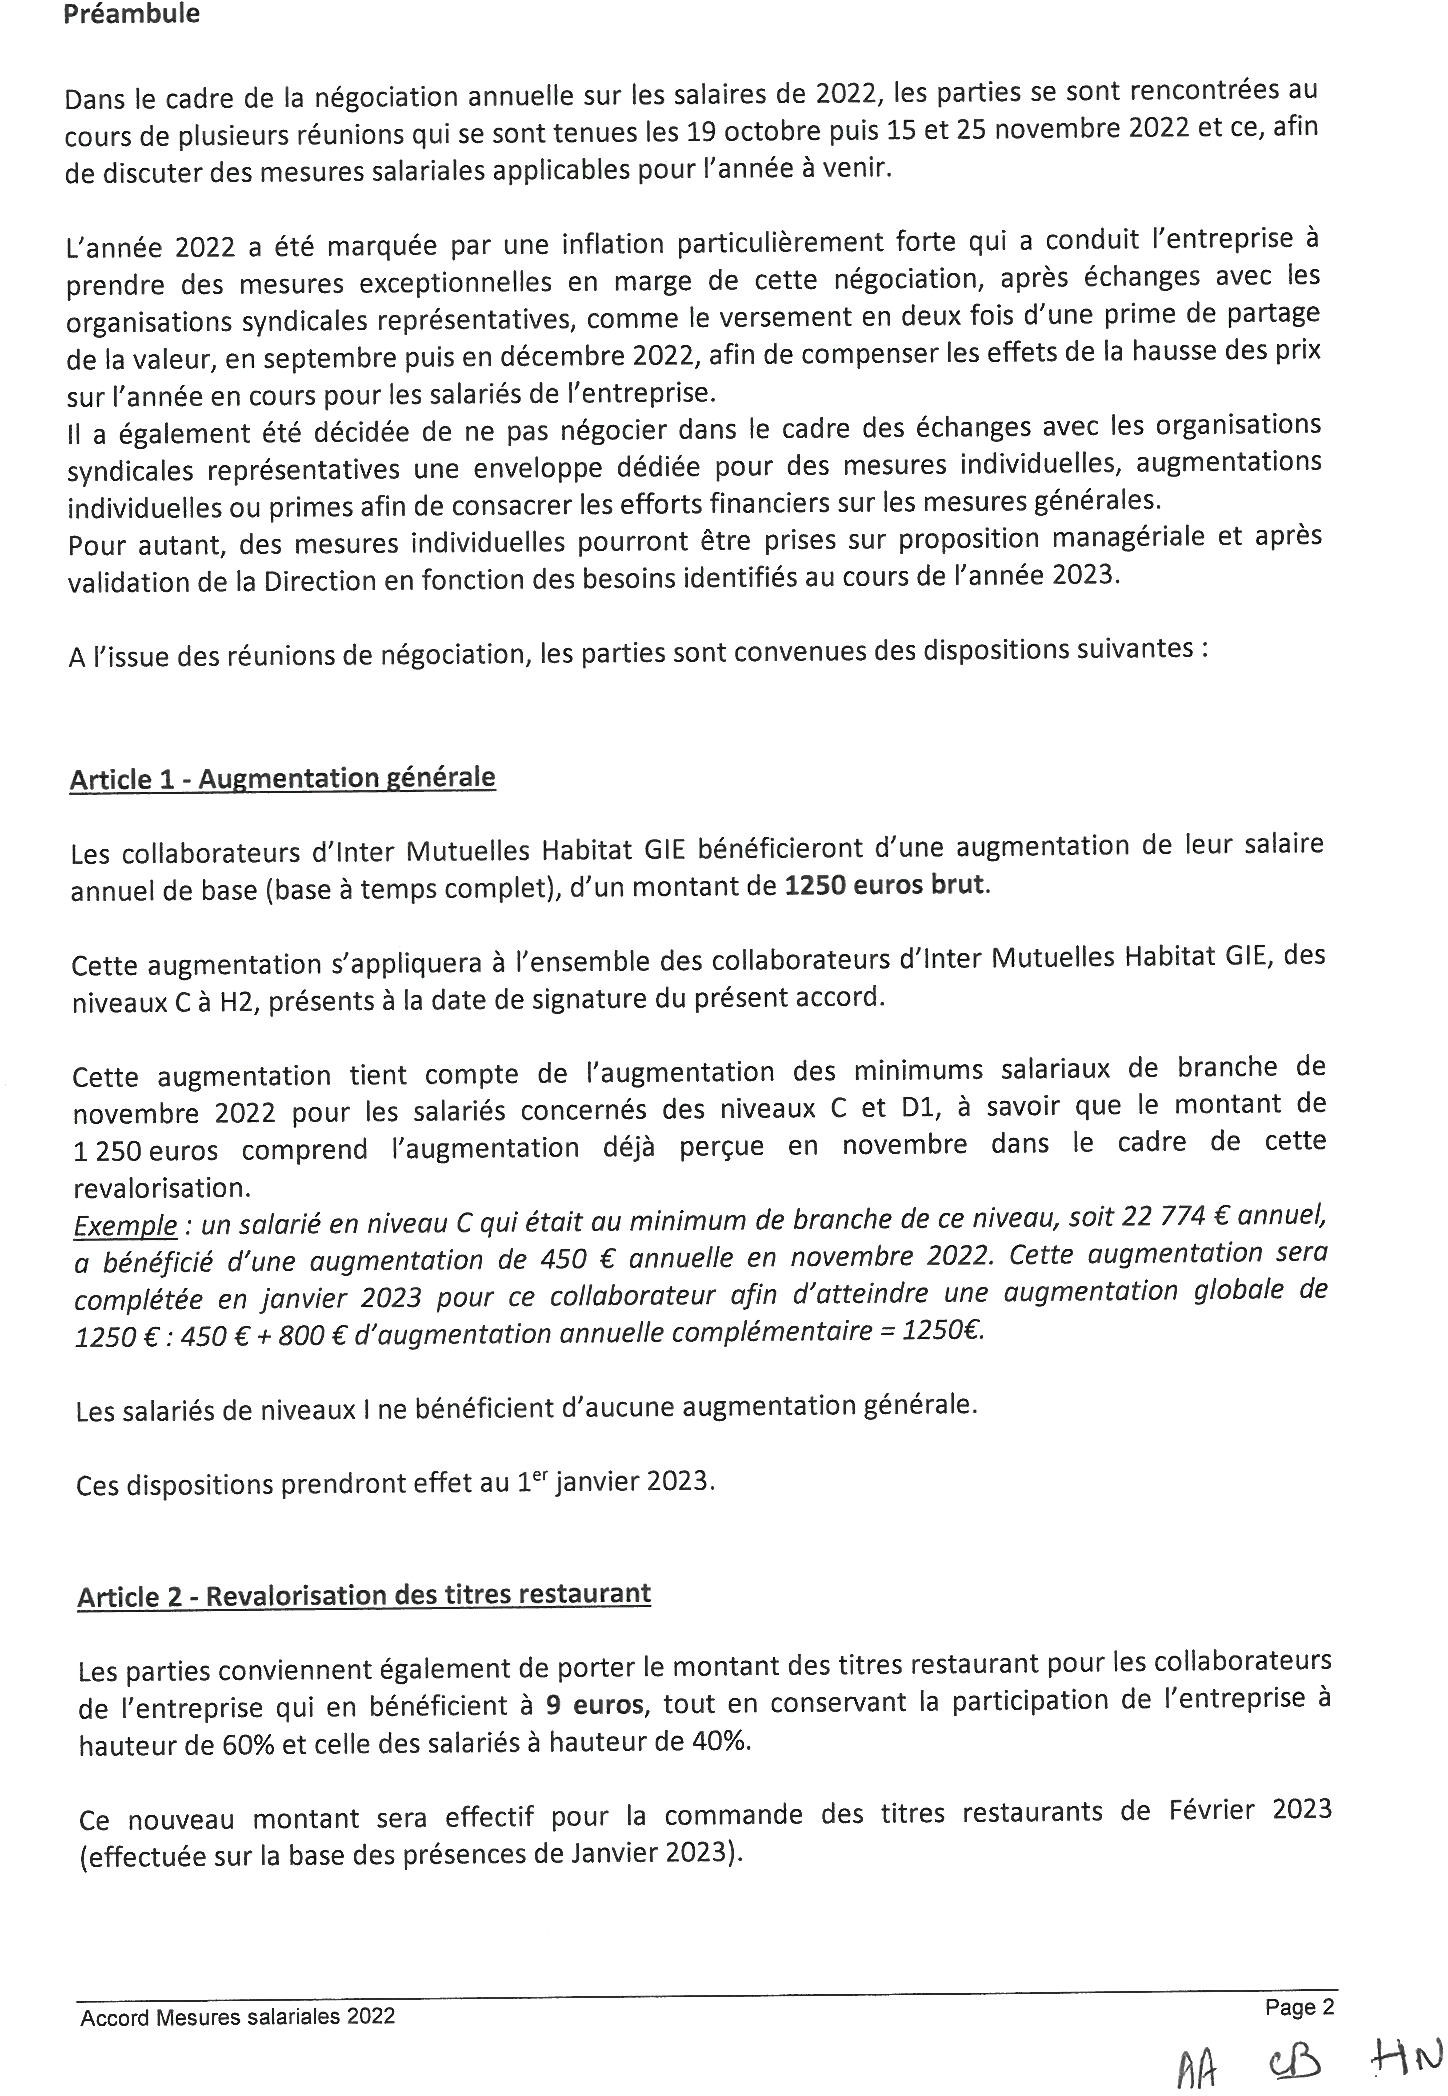 Préambule
Dans le cadre de la négociation annuelle sur les salaires de 2022, les parties se sont rencontrées au
cours de plusieurs réunions qui se sont tenues les 19 octobre puis 15 et 25 novembre 2022 et ce, afin
de discuter des mesures salariales applicables pour l'année à venir.
L'année 2022 a été marquée par une inflation particulièrement forte qui a conduit l'entreprise à
prendre des mesures exceptionnelles en marge de cette négociation, après échanges avec les
organisations syndicales représentatives, comme le versement en deux fois d'une prime de partage
de la valeur, en septembre puis en décembre 2022, afin de compenser les effets de la hausse des prix
sur l'année en cours pour les salariés de l'entreprise.
Il a également été décidée de ne pas négocier dans le cadre des échanges avec les organisations
syndicales représentatives une enveloppe dédiée pour des mesures individuelles, augmentations
individuelles ou primes afin de consacrer les efforts financiers sur les mesures générales.
Pour autant, des mesures individuelles pourront être prises sur proposition managériale et après
validation de la Direction en fonction des besoins identifiés au cours de l'année 2023.
A l'issue des réunions de négociation, les parties sont convenues des dispositions suivantes :
Article 1 - Augmentation générale
Les collaborateurs d'Inter Mutuelles Habitat GIE bénéficieront d'une augmentation de leur salaire
annuel de base (base à temps complet), d'un montant de 1250 euros brut.
Cette augmentation s'appliquera à l'ensemble des collaborateurs d'Inter Mutuelles Habitat GIE, des
niveaux C à H2, présents à la date de signature du présent accord.
Cette augmentation tient compte de l'augmentation des minimums salariaux de branche de
novembre 2022 pour les salariés concernés des niveaux C et D1, à savoir que le montant de
1 250 euros comprend l'augmentation déjà perçue en novembre dans le cadre de cette
revalorisation.
Exemple : un salarié en niveau C qui était au minimum de branche de ce niveau, soit 22 774 € annuel,
a bénéficié d'une augmentation de 450 € annuelle en novembre 2022. Cette augmentation sera
complétée en janvier 2023 pour ce collaborateur afin d'atteindre une augmentation globale de
1250 € : 450 € + 800 € d'augmentation annuelle complémentaire = 1250€.
Les salariés de niveaux I ne bénéficient d'aucune augmentation générale.
Ces dispositions prendront effet au 1er janvier 2023.
Article 2 - Revalorisation des titres restaurant
Les parties conviennent également de porter le montant des titres restaurant pour les collaborateurs
de l'entreprise qui en bénéficient à 9 euros, tout en conservant la participation de l'entreprise à
hauteur de 60% et celle des salariés à hauteur de 40%.
Ce nouveau montant sera effectif pour la commande des titres restaurants de Février 2023
(effectuée sur la base des présences de Janvier 2023).
Accord Mesures salariales 2022 Page 2
AA CB HN